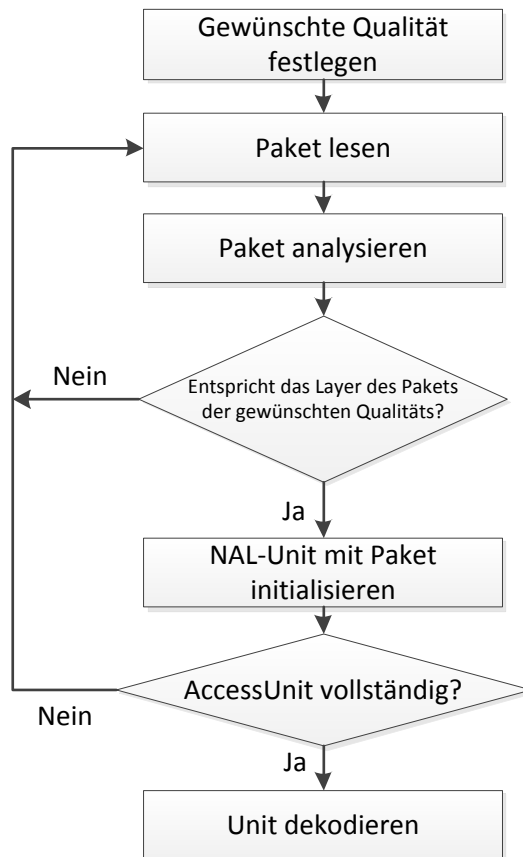 Gewünschte Qualität
festlegen
Paket lesen
Paket analysieren
Nein
Entspricht das Layer des Pakets
der gewünschten Qualitäts?
Ja
NAL-Unit mit Paket
initialisieren
AccessUnit vollständig?
Nein
Ja
Unit dekodieren